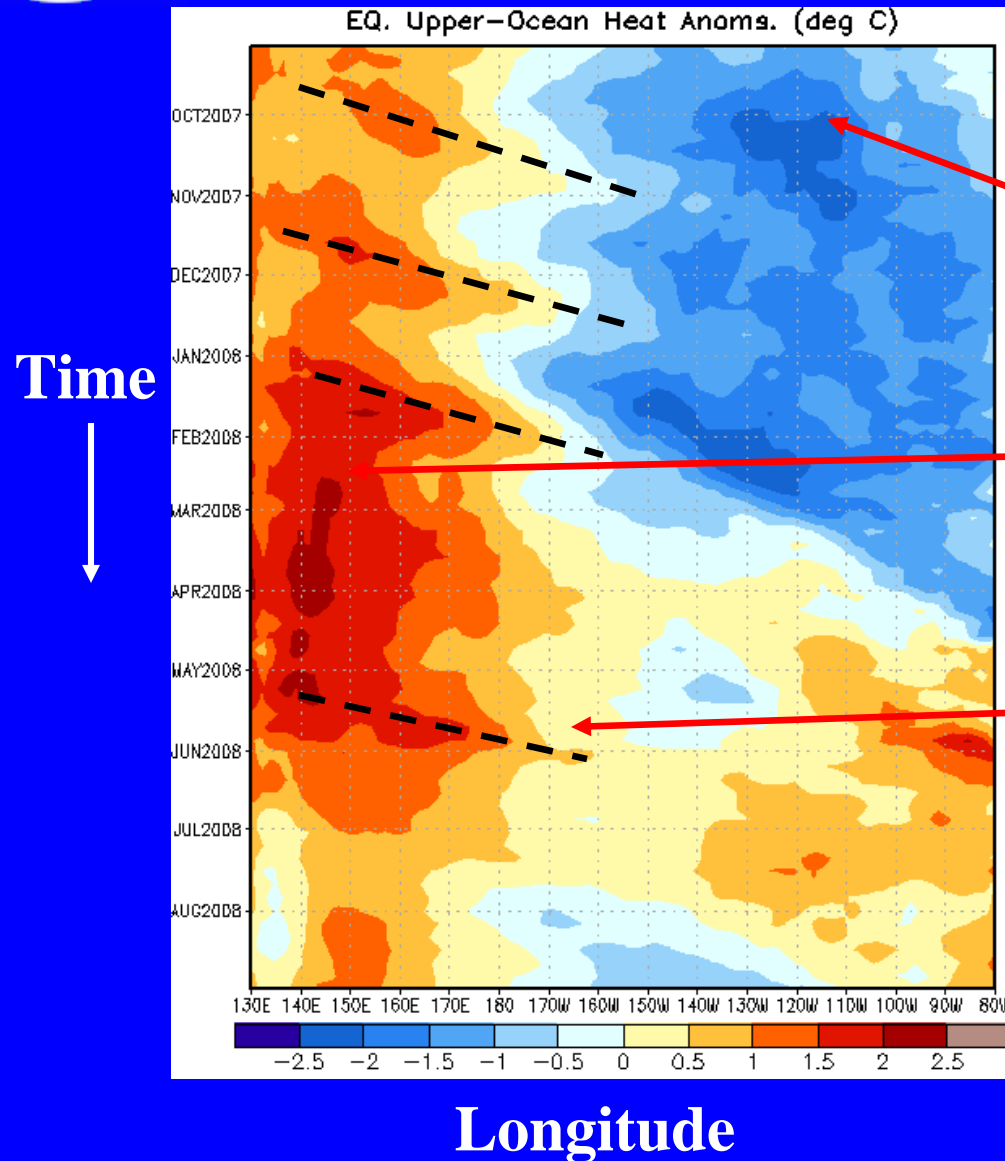 EQ. Upper-Ocean Heat Anoms. (deg C)
OCT2007
NOV2007
DEC2007
JAN2008
FEB2008
MAR2008
APR2008
MAY2008
JUN2008
JUL2008
AUG2008
Time
130E 140E 150E 160E 170E 180 170W 160W 150W 140W 130W 120W 110W 100W 90W 80W
-2.5 -2 -1.5 -1 -0.5 0 0.5 1 1.5 2 2.5
Longitude